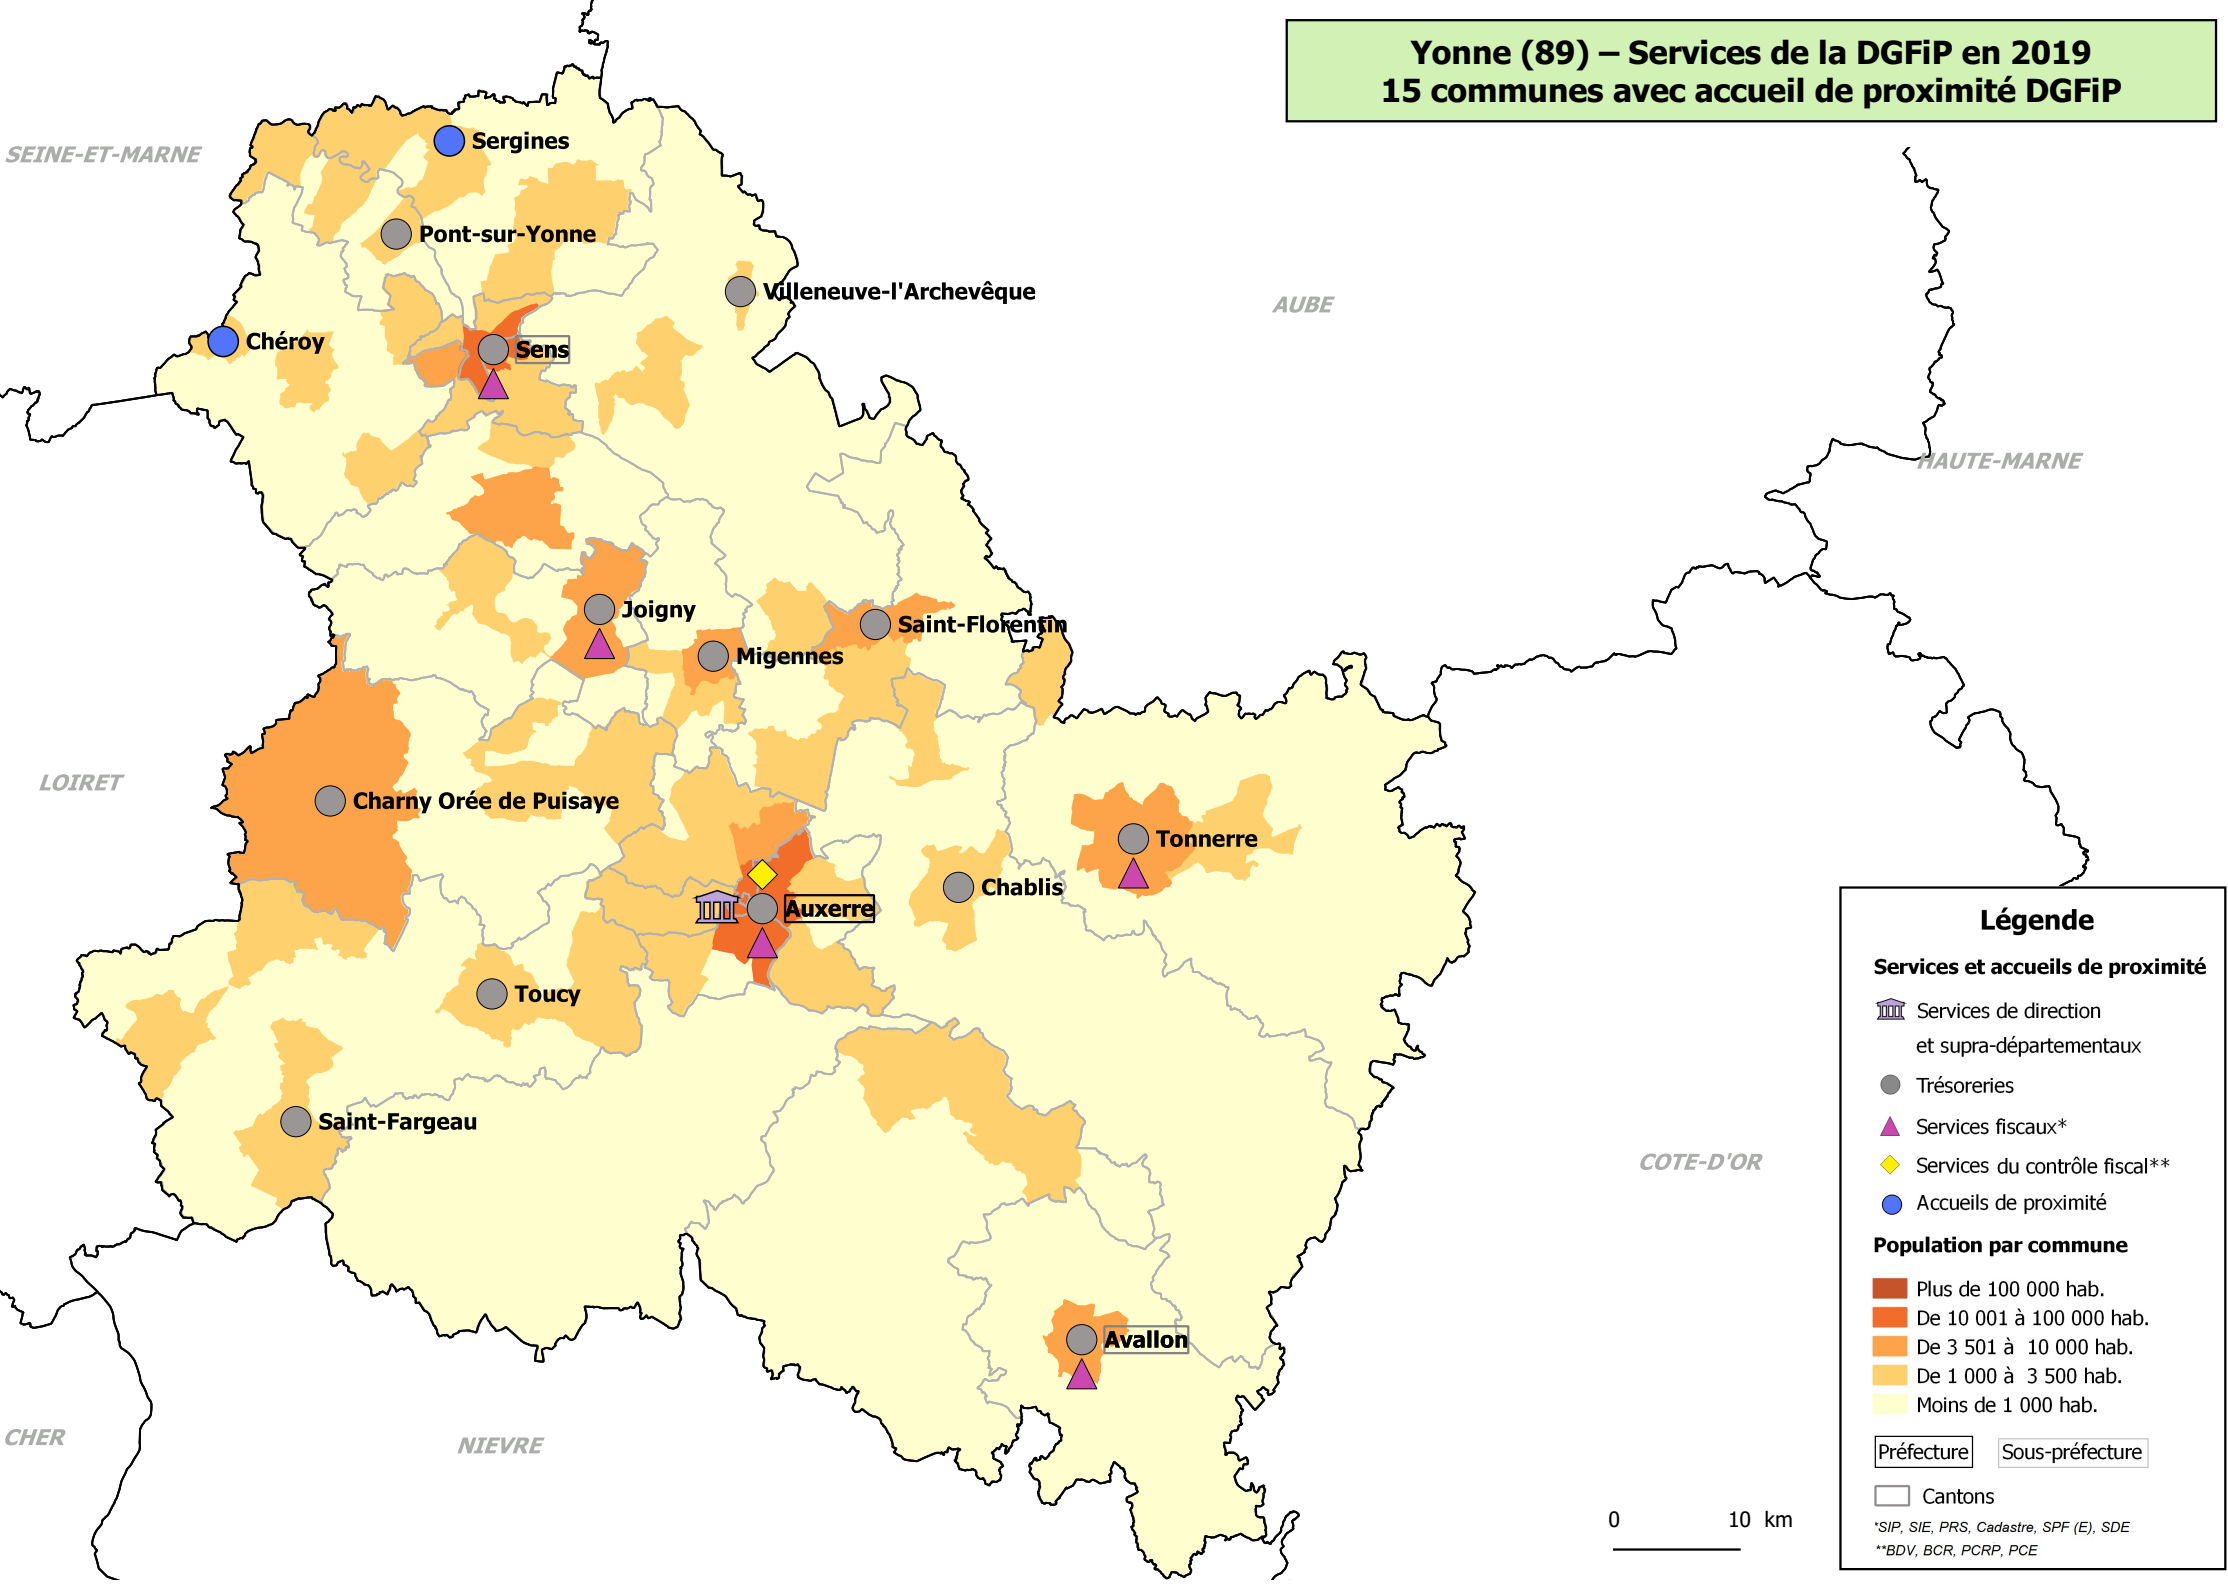 Yonne (89) – Services de la DGFiP en 2019
15 communes avec accueil de proximité DGFiP
SEINE-ET-MARNE
Sergines
Pont-sur-Yonne
Villeneuve-l'Archevêque
AUBE
Chéroy
Sens
HAUTE-MARNE
Joigny
Saint-Florentin
Migennes
LOIRET
Charny Orée de Puisaye
Tonnerre
Chablis
Auxerre
Toucy
Saint-Fargeau
COTE-D'OR
Avallon
CHER
NIEVRE
0 10 km
Légende
Services et accueils de proximité
Services de direction
et supra-départementaux
Trésoreries
Services fiscaux*
Services du contrôle fiscal**
Accueils de proximité
Population par commune
Plus de 100 000 hab.
De 10 001 à 100 000 hab.
De 3 501 à 10 000 hab.
De 1 000 à 3 500 hab.
Moins de 1 000 hab.
Préfecture Sous-préfecture
Cantons
*SIP, SIE, PRS, Cadastre, SPF (E), SDE
**BDV, BCR, PCRP, PCE